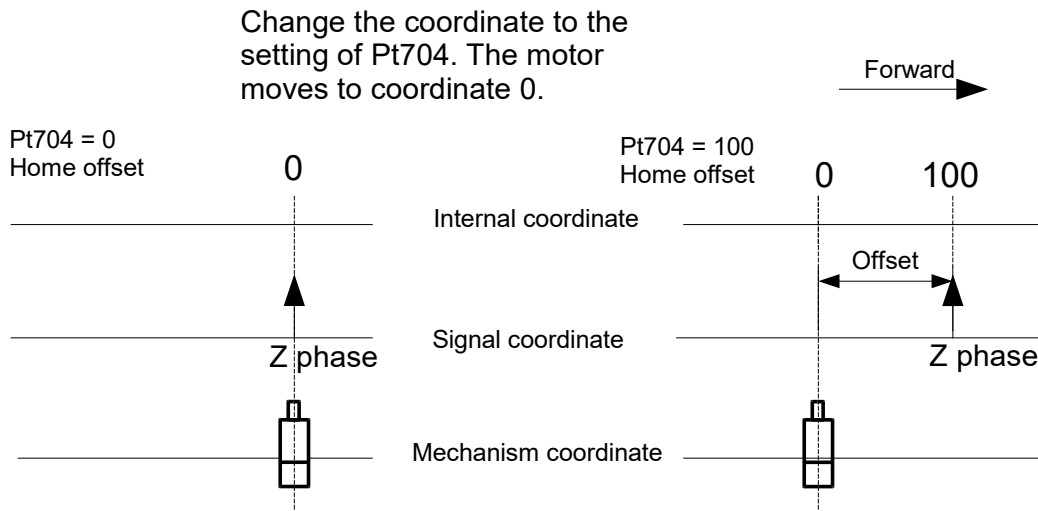 Change the coordinate to the
setting of Pt704. The motor
moves to coordinate 0.
Forward
Pt704 = 0
Home offset
0
Pt704 = 100
Home offset
0
100
Internal coordinate
Offset
Signal coordinate
Z phase
Z phase
Mechanism coordinate